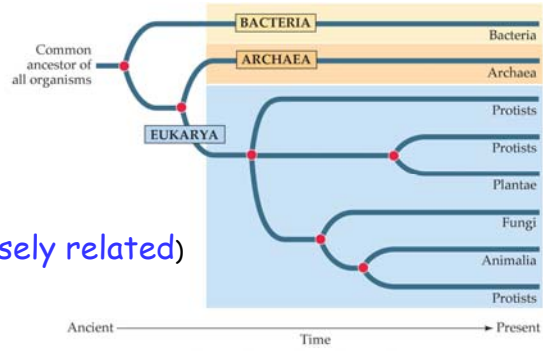 BACTERIA
Bacteria
Common
ancestor of
all organisms
ARCHAEA
Archaea
EUKARYA
Protists
Protists
Plantae
Fungi
sely related)
Animalia
Protists
Ancient
Present
Time